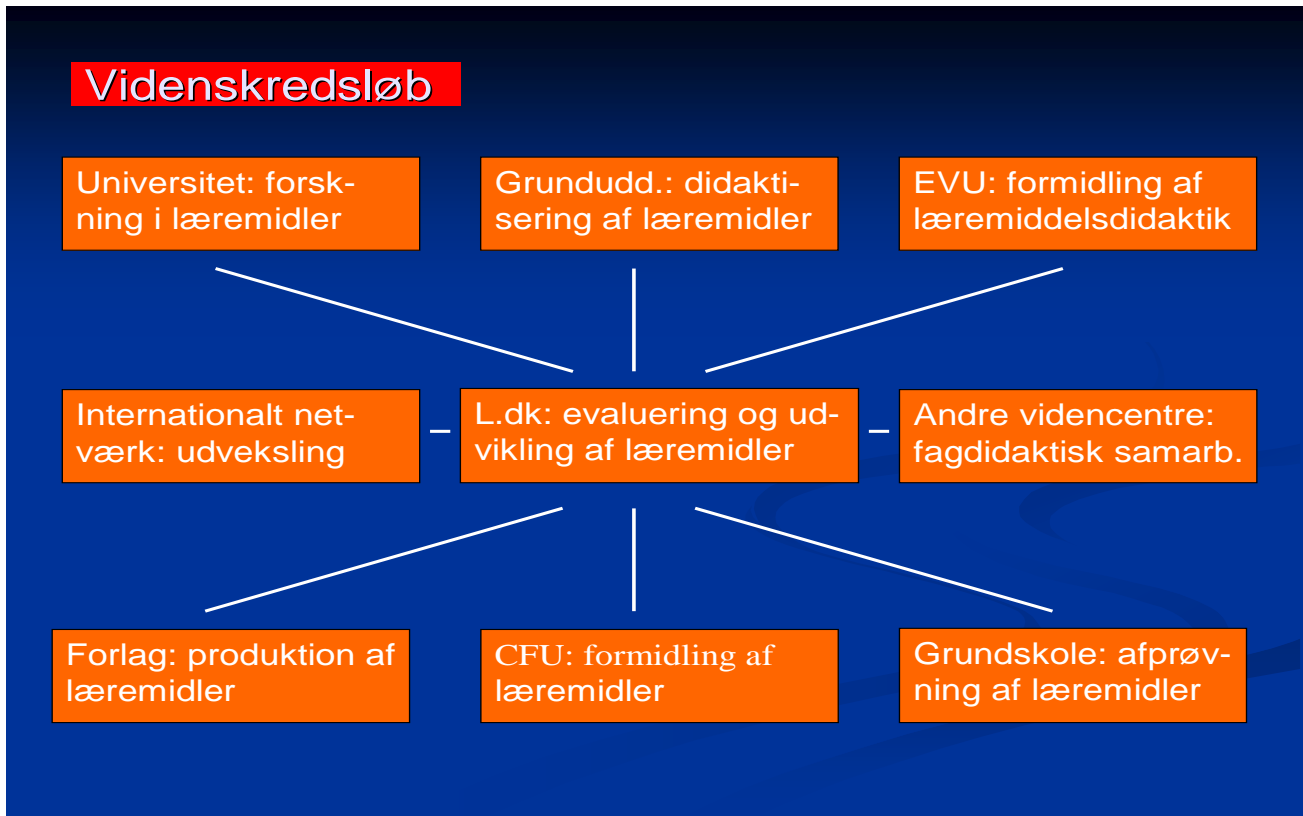 Videnskredsløb
Universitet: forsk-
ning i læremidler
Grundudd.: didakti-
sering af læremidler
EVU: formidling af
læremiddelsdidaktik
Internationalt net-
værk: udveksling
L.dk: evaluering og ud-
vikling af læremidler
Andre videncentre:
fagdidaktisk samarb.
Forlag: produktion af
læremidler
CFU: formidling af
læremidler
Grundskole: afprøv-
ning af læremidler